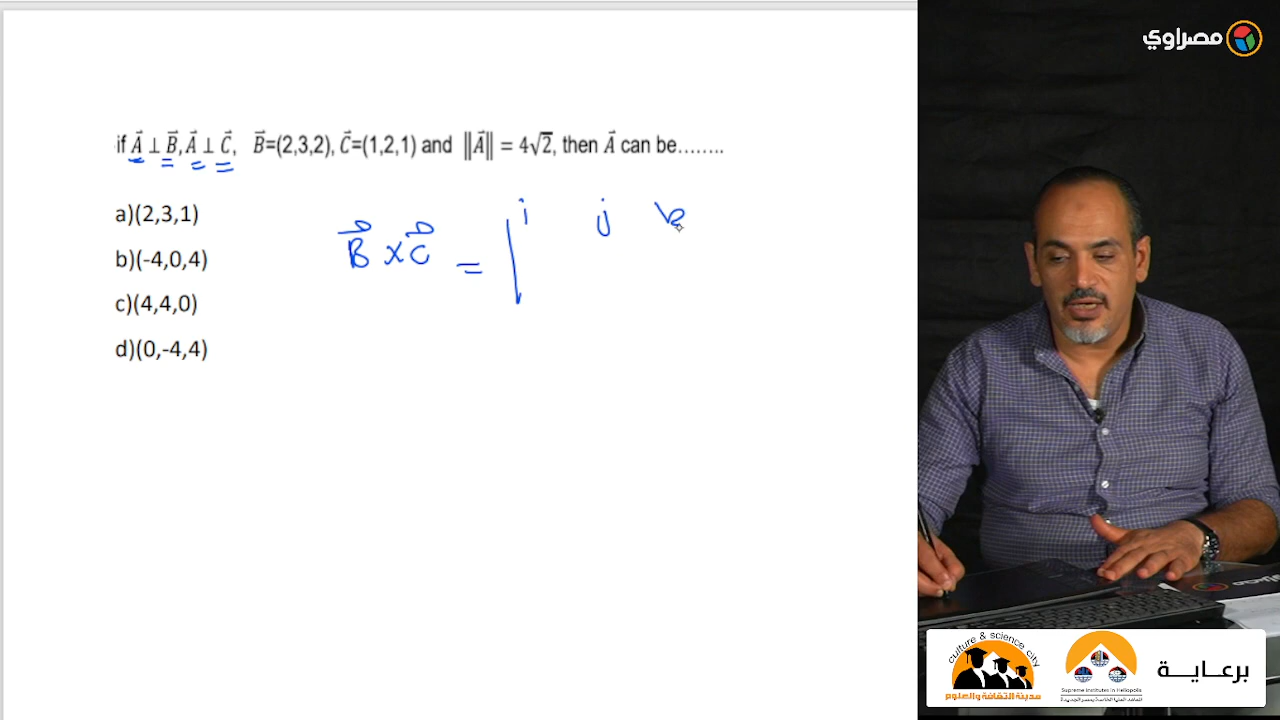 مصراوي
if A⃗ ⊥ B⃗, A⃗ ⊥ C⃗, B⃗=(2,3,2), C⃗=(1,2,1) and ‖A⃗‖ = 4√2, then A⃗ can be........
a)(2,3,1)
b)(-4,0,4)
c)(4,4,0)
d)(0,-4,4)
B⃗ × C⃗ = | i j k
culture & science city
مدينة الثقافة والعلوم
Supreme Institutes in Heliopolis
برعاية